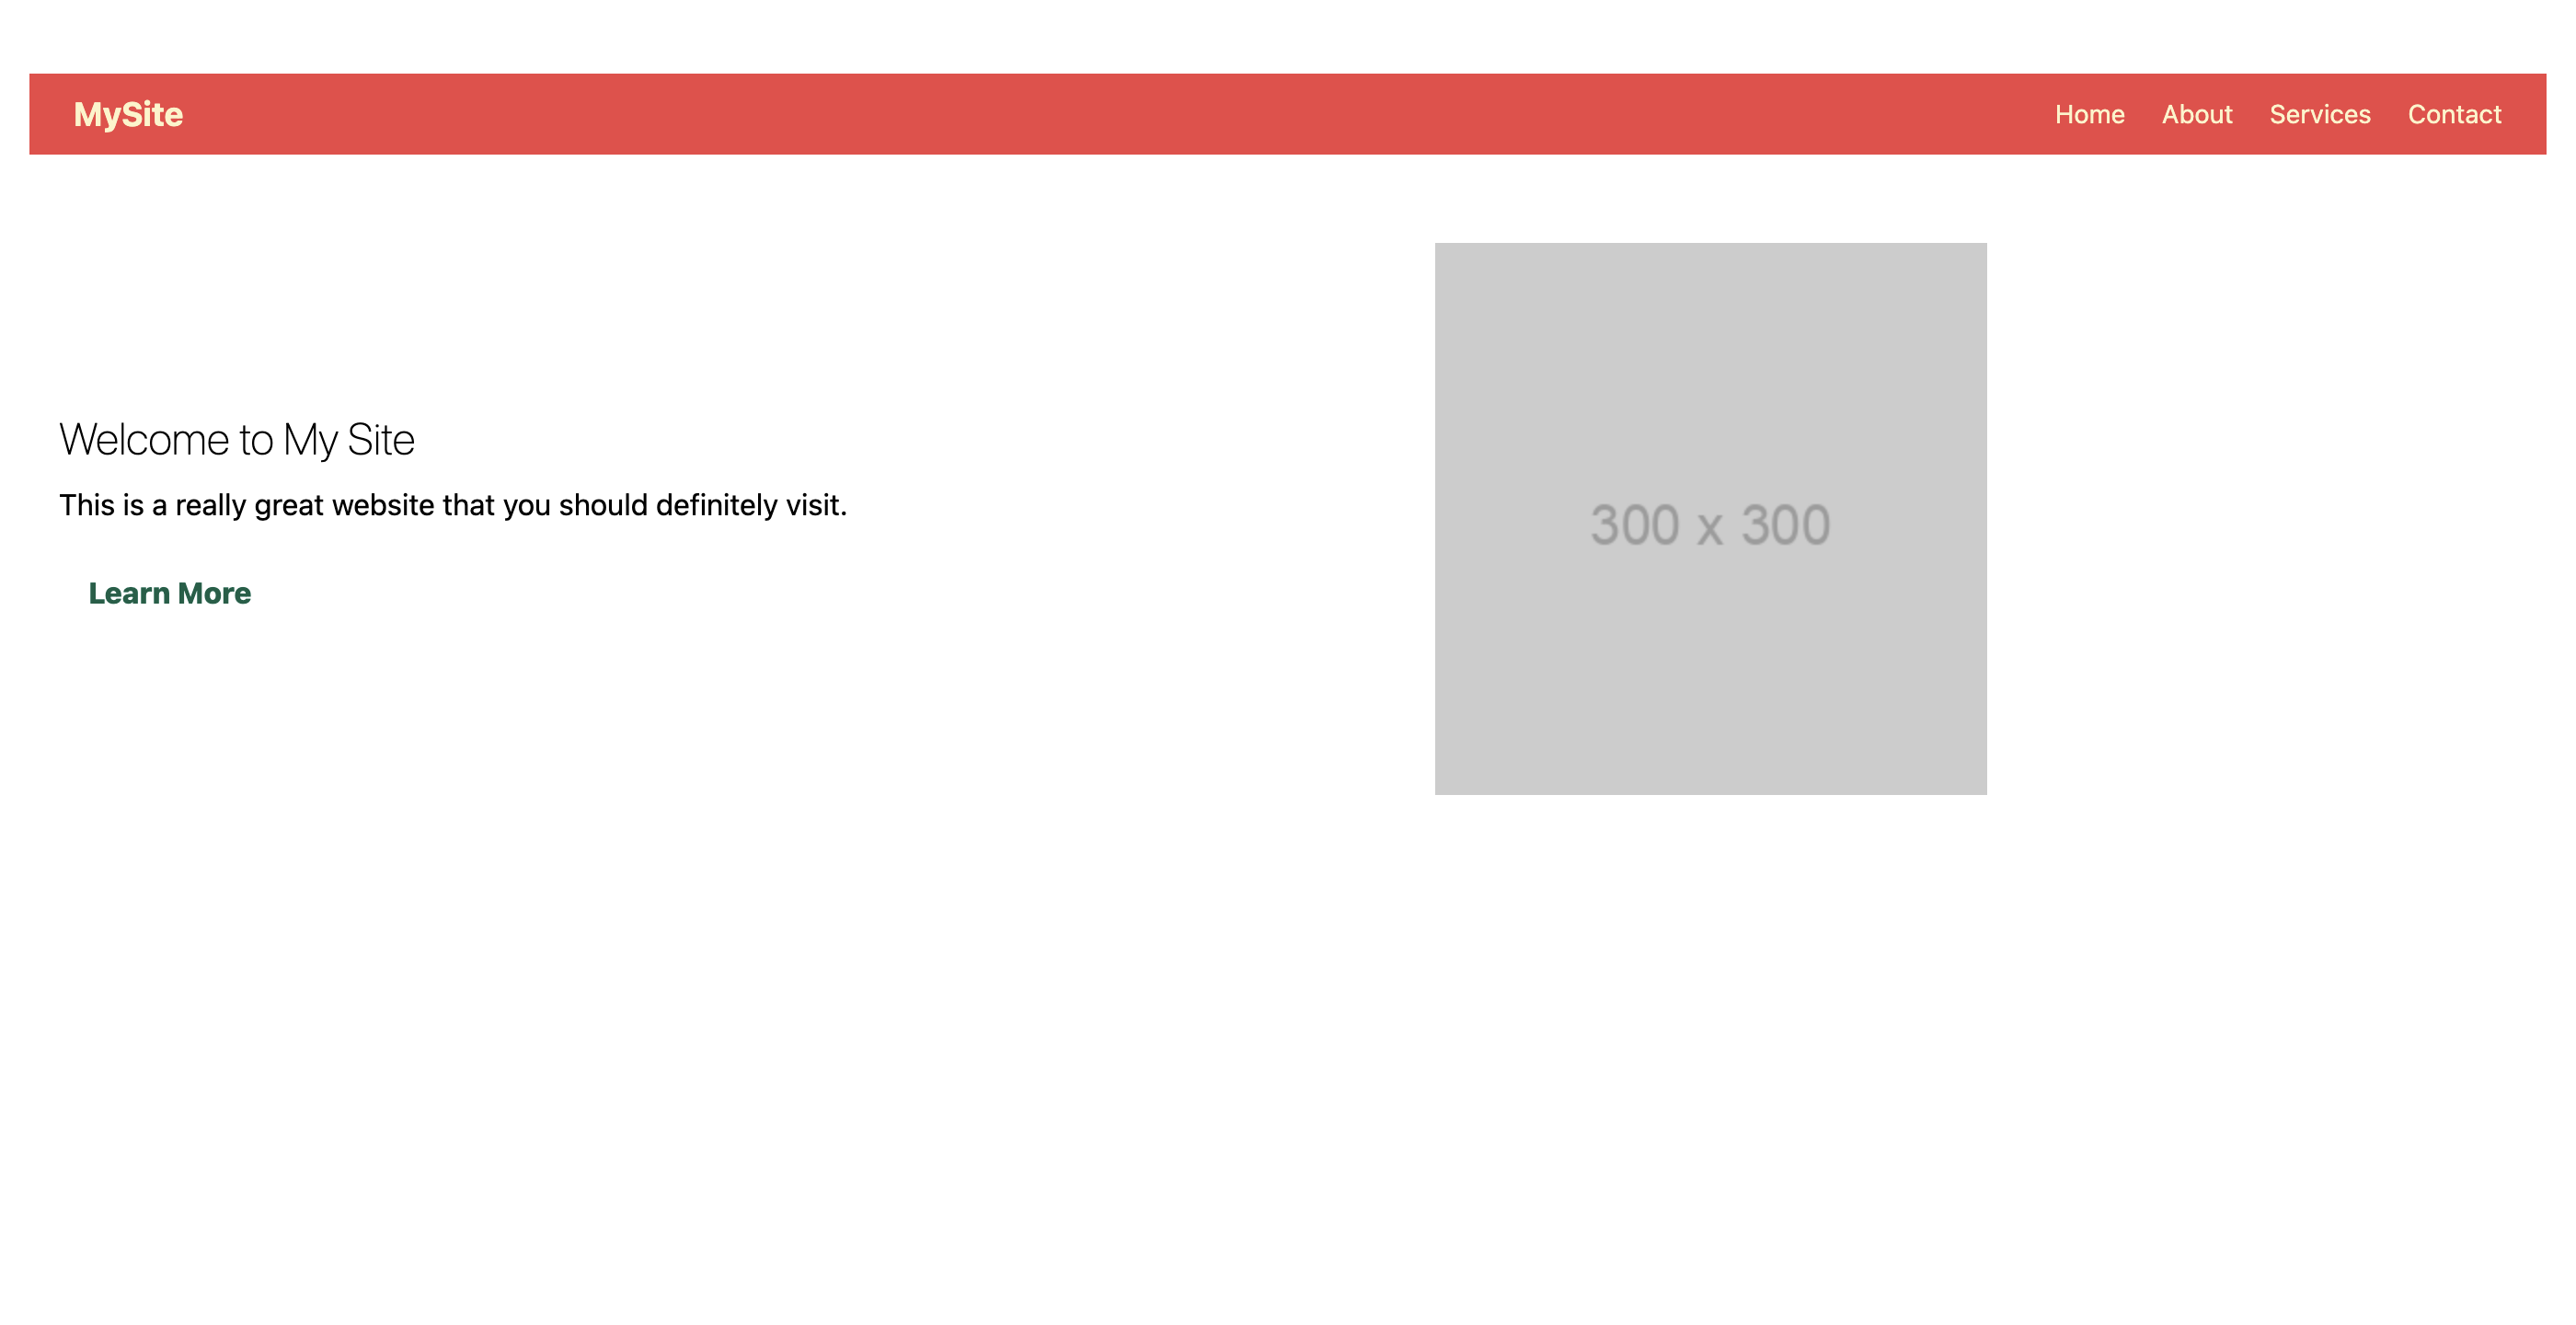 MySite
Home About Services Contact
Welcome to My Site
This is a really great website that you should definitely visit.
Learn More
300 x 300